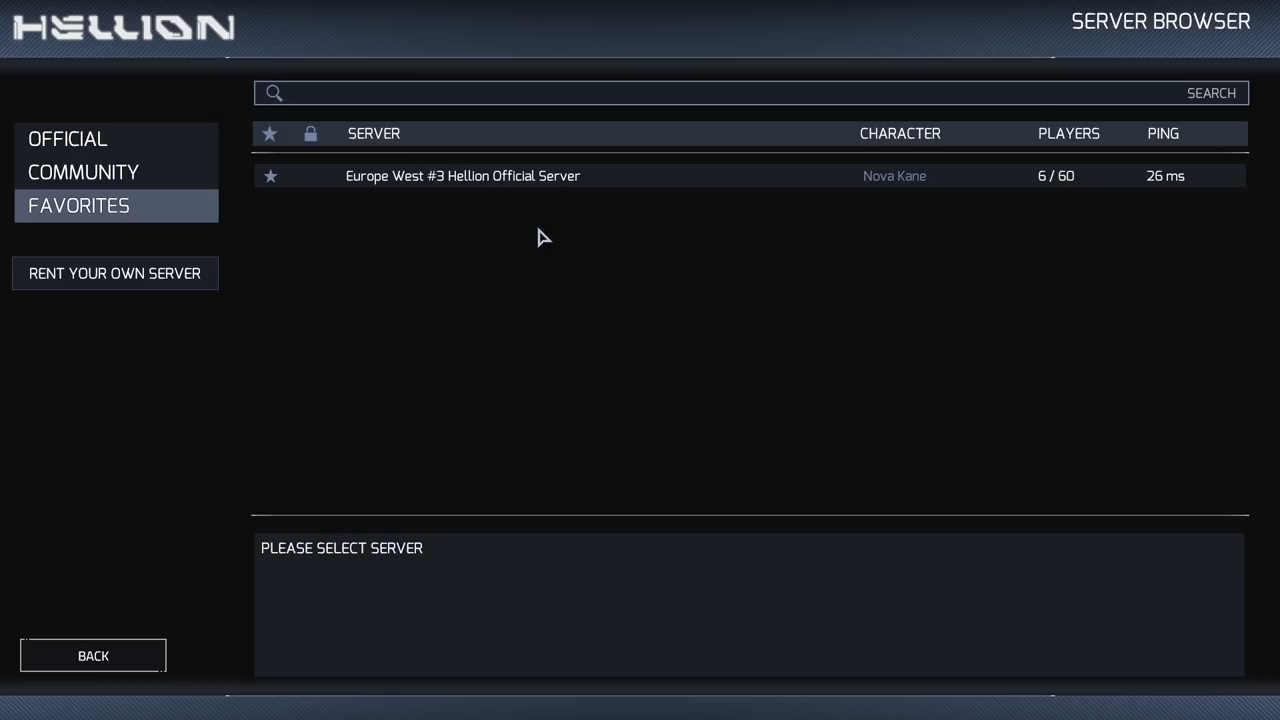 HELLION
SERVER BROWSER
SEARCH
OFFICIAL
COMMUNITY
FAVORITES
RENT YOUR OWN SERVER
SERVER CHARACTER PLAYERS PING
Europe West #3 Hellion Official Server Nova Kane 6 / 60 26 ms
PLEASE SELECT SERVER
BACK